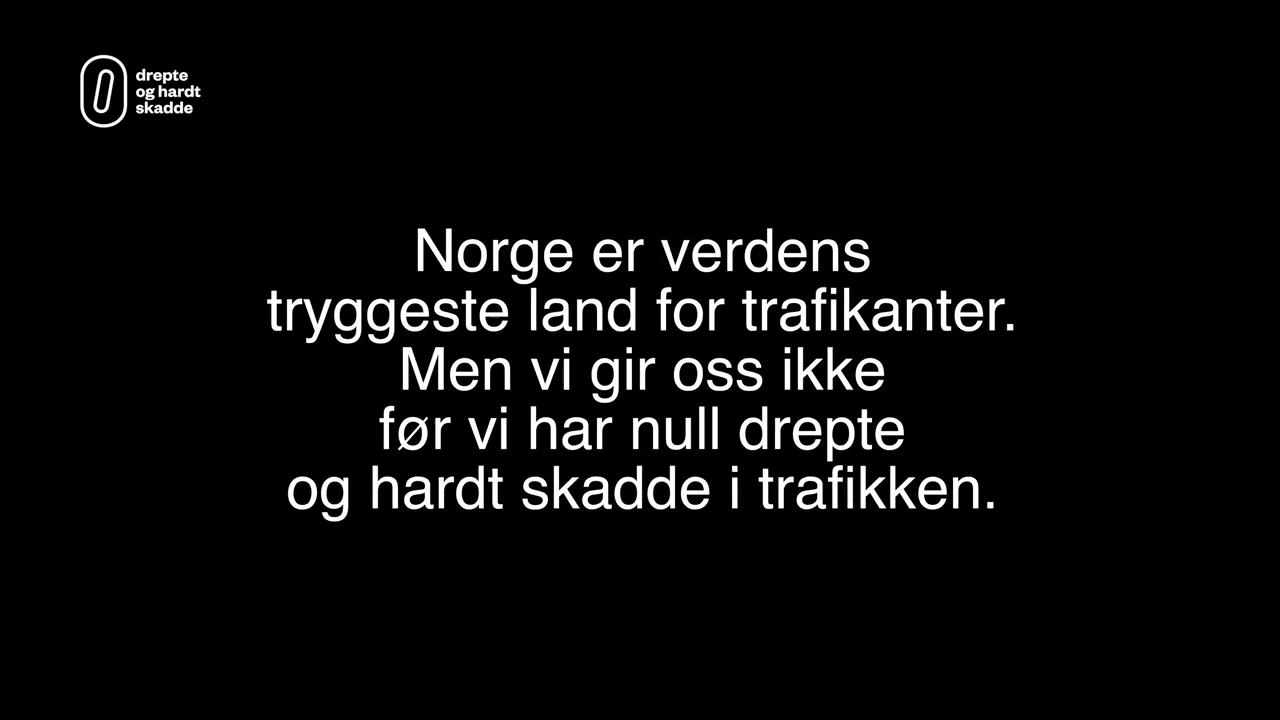 0 drepte
og hardt
skadde
Norge er verdens
tryggeste land for trafikanter.
Men vi gir oss ikke
før vi har null drepte
og hardt skadde i trafikken.